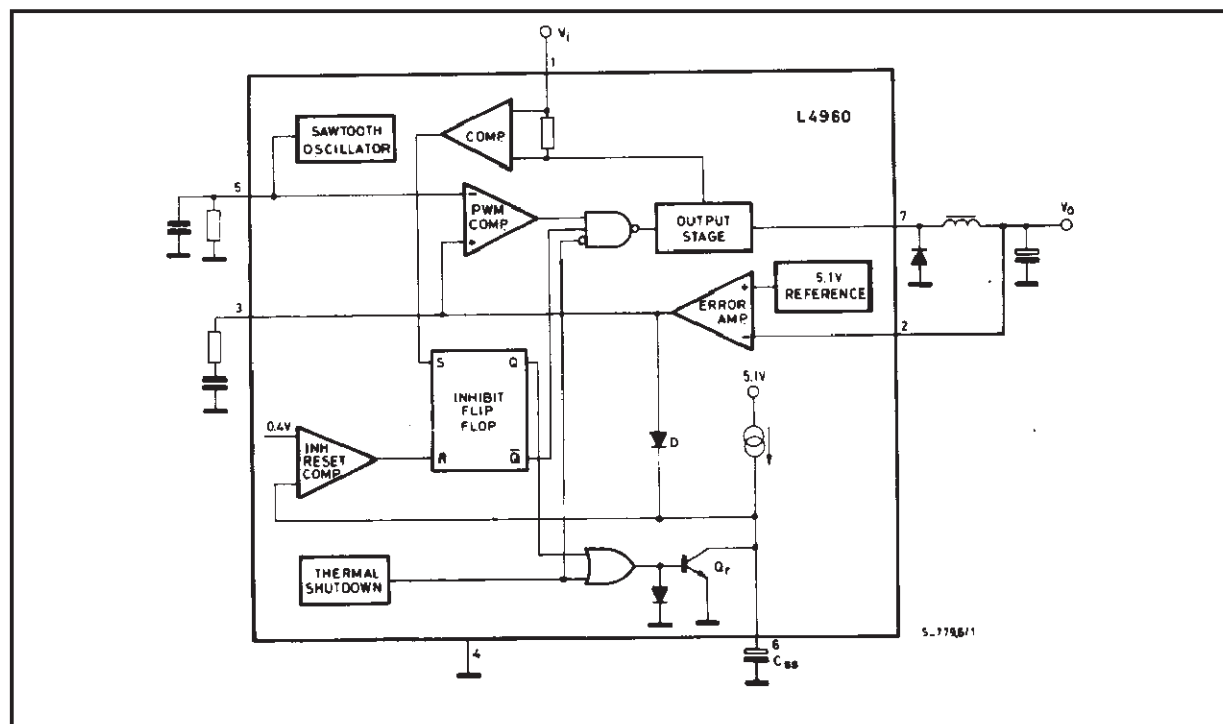 Vi
1
L4960
SAWTOOTH
OSCILLATOR
COMP
5
PWM
COMP
OUTPUT
STAGE
7
Vo
5.1V
REFERENCE
ERROR
AMP
3
2
S
Q
5.1V
INHIBIT
FLIP
FLOP
0.4V
INH
RESET
COMP
R
Q̅
D
THERMAL
SHUTDOWN
Qr
4
6
Css
S-7796/1